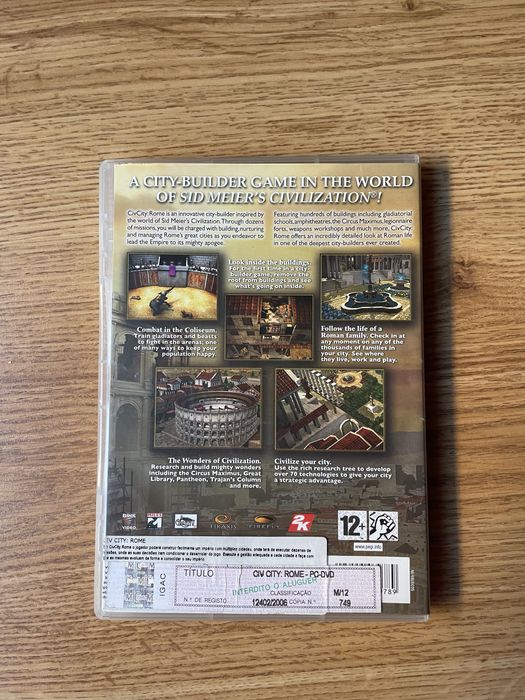 A CITY-BUILDER GAME IN THE WORLD
OF SID MEIER'S CIVILIZATION®!
CivCity: Rome is an innovative city-builder inspired by
the world of Sid Meier's Civilization. Through dozens
of missions, you will be charged with building, nurturing
and managing Rome's great cities as you endeavor to
lead the Empire to its mighty apogee.
Featuring hundreds of buildings including gladiatorial
schools, amphitheatres, the Circus Maximus, legionnaire
forts, weapons workshops and much more, CivCity:
Rome offers an incredibly detailed look at Roman life
in one of the deepest city-builders ever created.
Look inside the buildings.
For the first time in a city-
builder game, remove the
roof from buildings and see
what's going on inside.
Combat in the Coliseum.
Train gladiators and beasts
to fight in the arenas; one
of many ways to keep your
population happy.
Follow the life of a
Roman family. Check in at
any moment on any of the
thousands of families in
your city. See where
they live, work and play.
The Wonders of Civilization.
Research and build mighty wonders
including the Circus Maximus, Great
Library, Pantheon, Trajan's Column
and more.
Civilize your city.
Use the rich research tree to develop
over 70 technologies to give your city
a strategic advantage.
BINK
VIDEO
MILES
FIRAXIS
FIREFLY
2K
12+
www.pegi.info
CIV CITY: ROME
IGAC
TÍTULO
CIV CITY: ROME - PC-DVD
INTERDITO O ALUGUER
CLASSIFICAÇÃO
M/12
N.º DE REGISTO
12402/2006
CÓPIA N.º
749